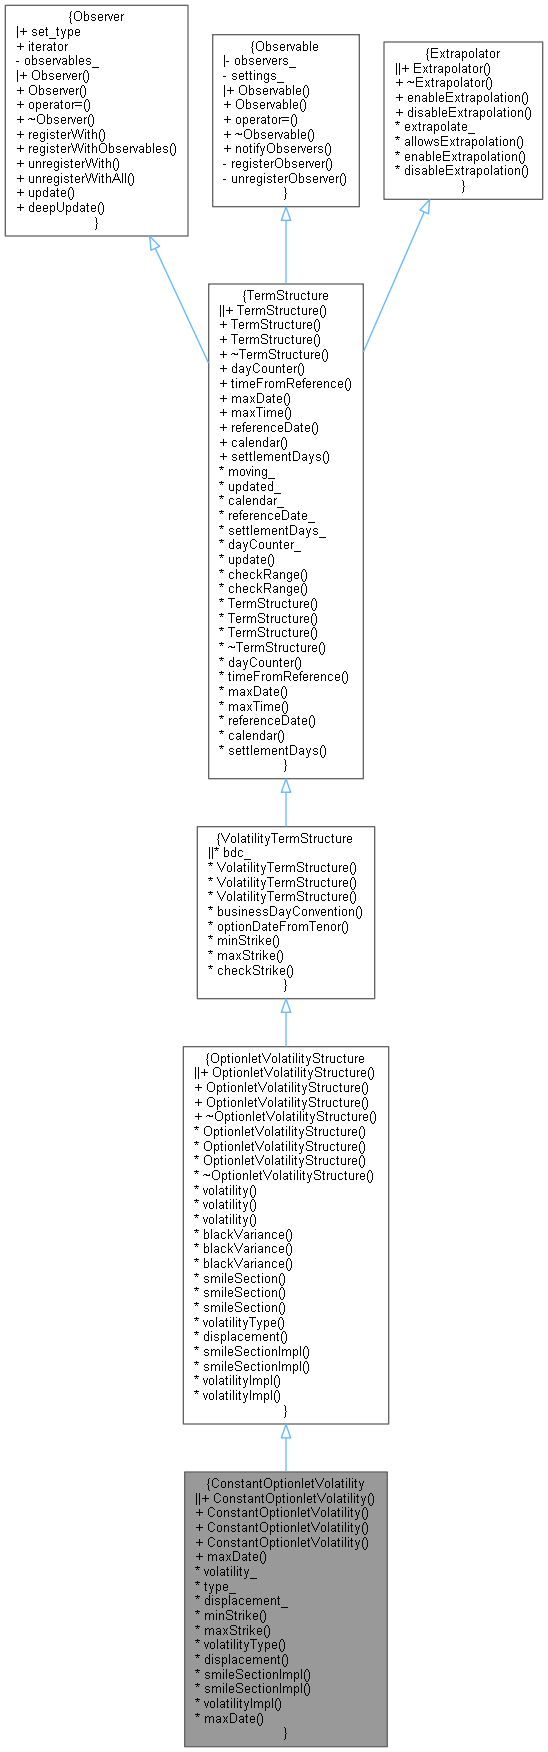 {Observer
|+ set_type
+ iterator
- observables_
|+ Observer()
+ Observer()
+ operator=()
+ ~Observer()
+ registerWith()
+ registerWithObservables()
+ unregisterWith()
+ unregisterWithAll()
+ update()
+ deepUpdate()
}
{Observable
|- observers_
- settings_
|+ Observable()
+ Observable()
+ operator=()
+ ~Observable()
+ notifyObservers()
- registerObserver()
- unregisterObserver()
}
{Extrapolator
||+ Extrapolator()
+ ~Extrapolator()
+ enableExtrapolation()
+ disableExtrapolation()
* extrapolate_
* allowsExtrapolation()
* enableExtrapolation()
* disableExtrapolation()
}
{TermStructure
||+ TermStructure()
+ TermStructure()
+ TermStructure()
+ ~TermStructure()
+ dayCounter()
+ timeFromReference()
+ maxDate()
+ maxTime()
+ referenceDate()
+ calendar()
+ settlementDays()
* moving_
* updated_
* calendar_
* referenceDate_
* settlementDays_
* dayCounter_
* update()
* checkRange()
* checkRange()
* TermStructure()
* TermStructure()
* TermStructure()
* ~TermStructure()
* dayCounter()
* timeFromReference()
* maxDate()
* maxTime()
* referenceDate()
* calendar()
* settlementDays()
}
{VolatilityTermStructure
||* bdc_
* VolatilityTermStructure()
* VolatilityTermStructure()
* VolatilityTermStructure()
* businessDayConvention()
* optionDateFromTenor()
* minStrike()
* maxStrike()
* checkStrike()
}
{OptionletVolatilityStructure
||+ OptionletVolatilityStructure()
+ OptionletVolatilityStructure()
+ OptionletVolatilityStructure()
+ ~OptionletVolatilityStructure()
* OptionletVolatilityStructure()
* OptionletVolatilityStructure()
* OptionletVolatilityStructure()
* ~OptionletVolatilityStructure()
* volatility()
* volatility()
* volatility()
* blackVariance()
* blackVariance()
* blackVariance()
* smileSection()
* smileSection()
* smileSection()
* volatilityType()
* displacement()
* smileSectionImpl()
* smileSectionImpl()
* volatilityImpl()
* volatilityImpl()
}
{ConstantOptionletVolatility
||+ ConstantOptionletVolatility()
+ ConstantOptionletVolatility()
+ ConstantOptionletVolatility()
+ ConstantOptionletVolatility()
+ maxDate()
* volatility_
* type_
* displacement_
* minStrike()
* maxStrike()
* volatilityType()
* displacement()
* smileSectionImpl()
* smileSectionImpl()
* volatilityImpl()
* maxDate()
}